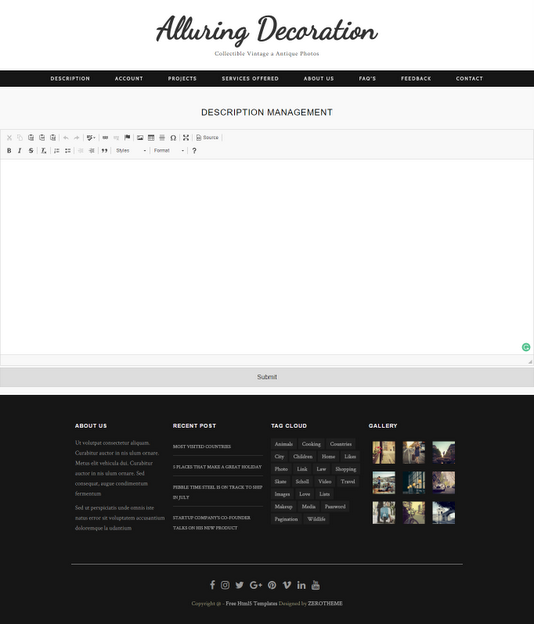 Alluring Decoration
Collectible Vintage & Antique Photos
DESCRIPTION ACCOUNT PROJECTS SERVICES OFFERED ABOUT US FAQ'S FEEDBACK CONTACT
DESCRIPTION MANAGEMENT
Source
B I S Styles Format ?
Submit
ABOUT US
Ut volutpat consectetur aliquam.
Curabitur auctor in nis ulum ornare.
Metus elit vehicula dui. Curabitur
auctor in nis ulum ornare. Sed
consequat, augue condimentum
fermentum
Sed ut perspiciatis unde omnis iste
natus error sit voluptatem accusantium
doloremque la udantium
RECENT POST
MOST VISITED COUNTRIES
5 PLACES THAT MAKE A GREAT HOLIDAY
PEBBLE TIME STEEL IS ON TRACK TO SHIP
IN JULY
STARTUP COMPANY'S CO-FOUNDER
TALKS ON HIS NEW PRODUCT
TAG CLOUD
Animals Cooking Countries
City Children Home Likes
Photo Link Law Shopping
Skate Scholl Video Travel
Images Love Lists
Makeup Media Password
Pagination Wildlife
GALLERY
Copyright @ - Free Html5 Templates Designed by ZEROTHEME